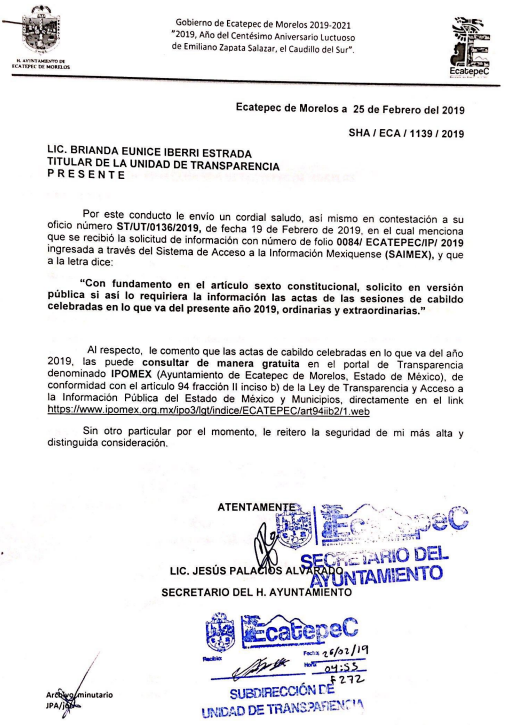 Gobierno de Ecatepec de Morelos 2019-2021
"2019, Año del Centésimo Aniversario Luctuoso
de Emiliano Zapata Salazar, el Caudillo del Sur".
H. AYUNTAMIENTO DE
ECATEPEC DE MORELOS
EcatepeC
Ecatepec de Morelos a 25 de Febrero del 2019
SHA / ECA / 1139 / 2019
LIC. BRIANDA EUNICE IBERRI ESTRADA
TITULAR DE LA UNIDAD DE TRANSPARENCIA
P R E S E N T E
Por este conducto le envío un cordial saludo, así mismo en contestación a su
oficio número ST/UT/0136/2019, de fecha 19 de Febrero de 2019, en el cual menciona
que se recibió la solicitud de información con número de folio 0084/ ECATEPEC/IP/ 2019
ingresada a través del Sistema de Acceso a la Información Mexiquense (SAIMEX), y que
a la letra dice:
"Con fundamento en el artículo sexto constitucional, solicito en versión
pública si asi lo requiriera la información las actas de las sesiones de cabildo
celebradas en lo que va del presente año 2019, ordinarias y extraordinarias."
Al respecto, le comento que las actas de cabildo celebradas en lo que va del año
2019, las puede consultar de manera gratuita en el portal de Transparencia
denominado IPOMEX (Ayuntamiento de Ecatepec de Morelos, Estado de México), de
conformidad con el artículo 94 fracción II inciso b) de la Ley de Transparencia y Acceso a
la Información Pública del Estado de México y Municipios, directamente en el link
https://www.ipomex.org.mx/ipo3/lgt/indice/ECATEPEC/art94iib2/1.web
Sin otro particular por el momento, le reitero la seguridad de mi más alta y
distinguida consideración.
ATENTAMENTE
EcatepeC
SECRETARIO DEL
AYUNTAMIENTO
LIC. JESÚS PALACIOS ALVARADO
SECRETARIO DEL H. AYUNTAMIENTO
EcatepeC
Recibió: Fecha 26/02/19
Hora 04:55
F 272
SUBDIRECCIÓN DE
UNIDAD DE TRANSPARENCIA
Archivo/minutario
JPA/